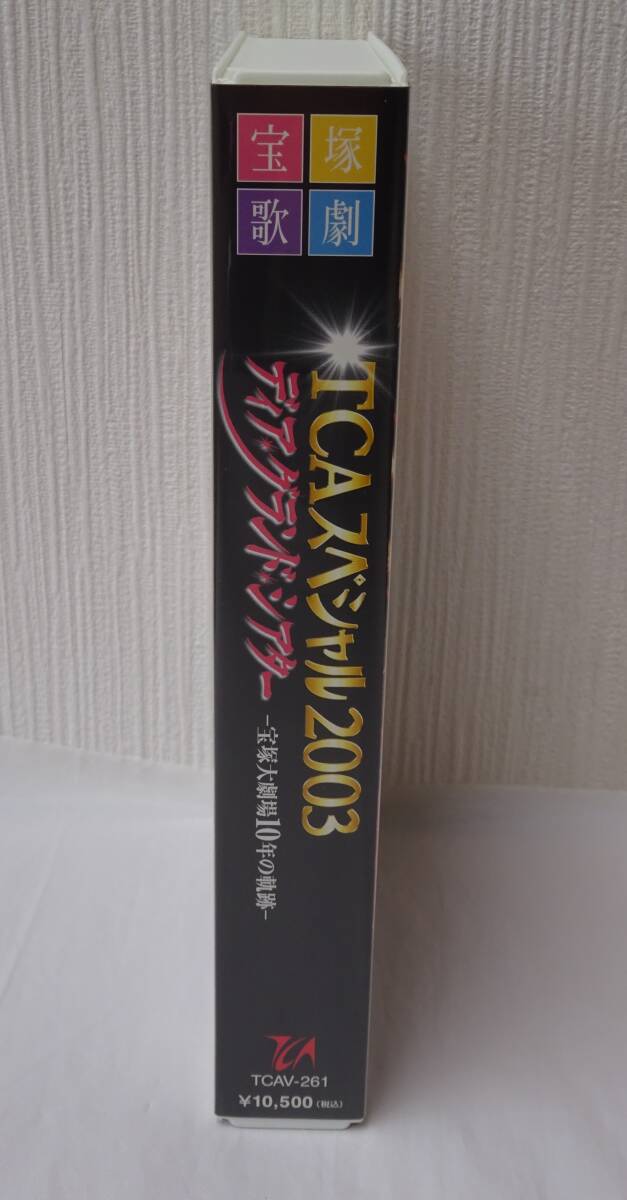 宝塚
歌劇
TCAスペシャル2003
ディア・グランド・シアター
−宝塚大劇場10年の軌跡−
TCA
TCAV-261
¥10,500(税込)